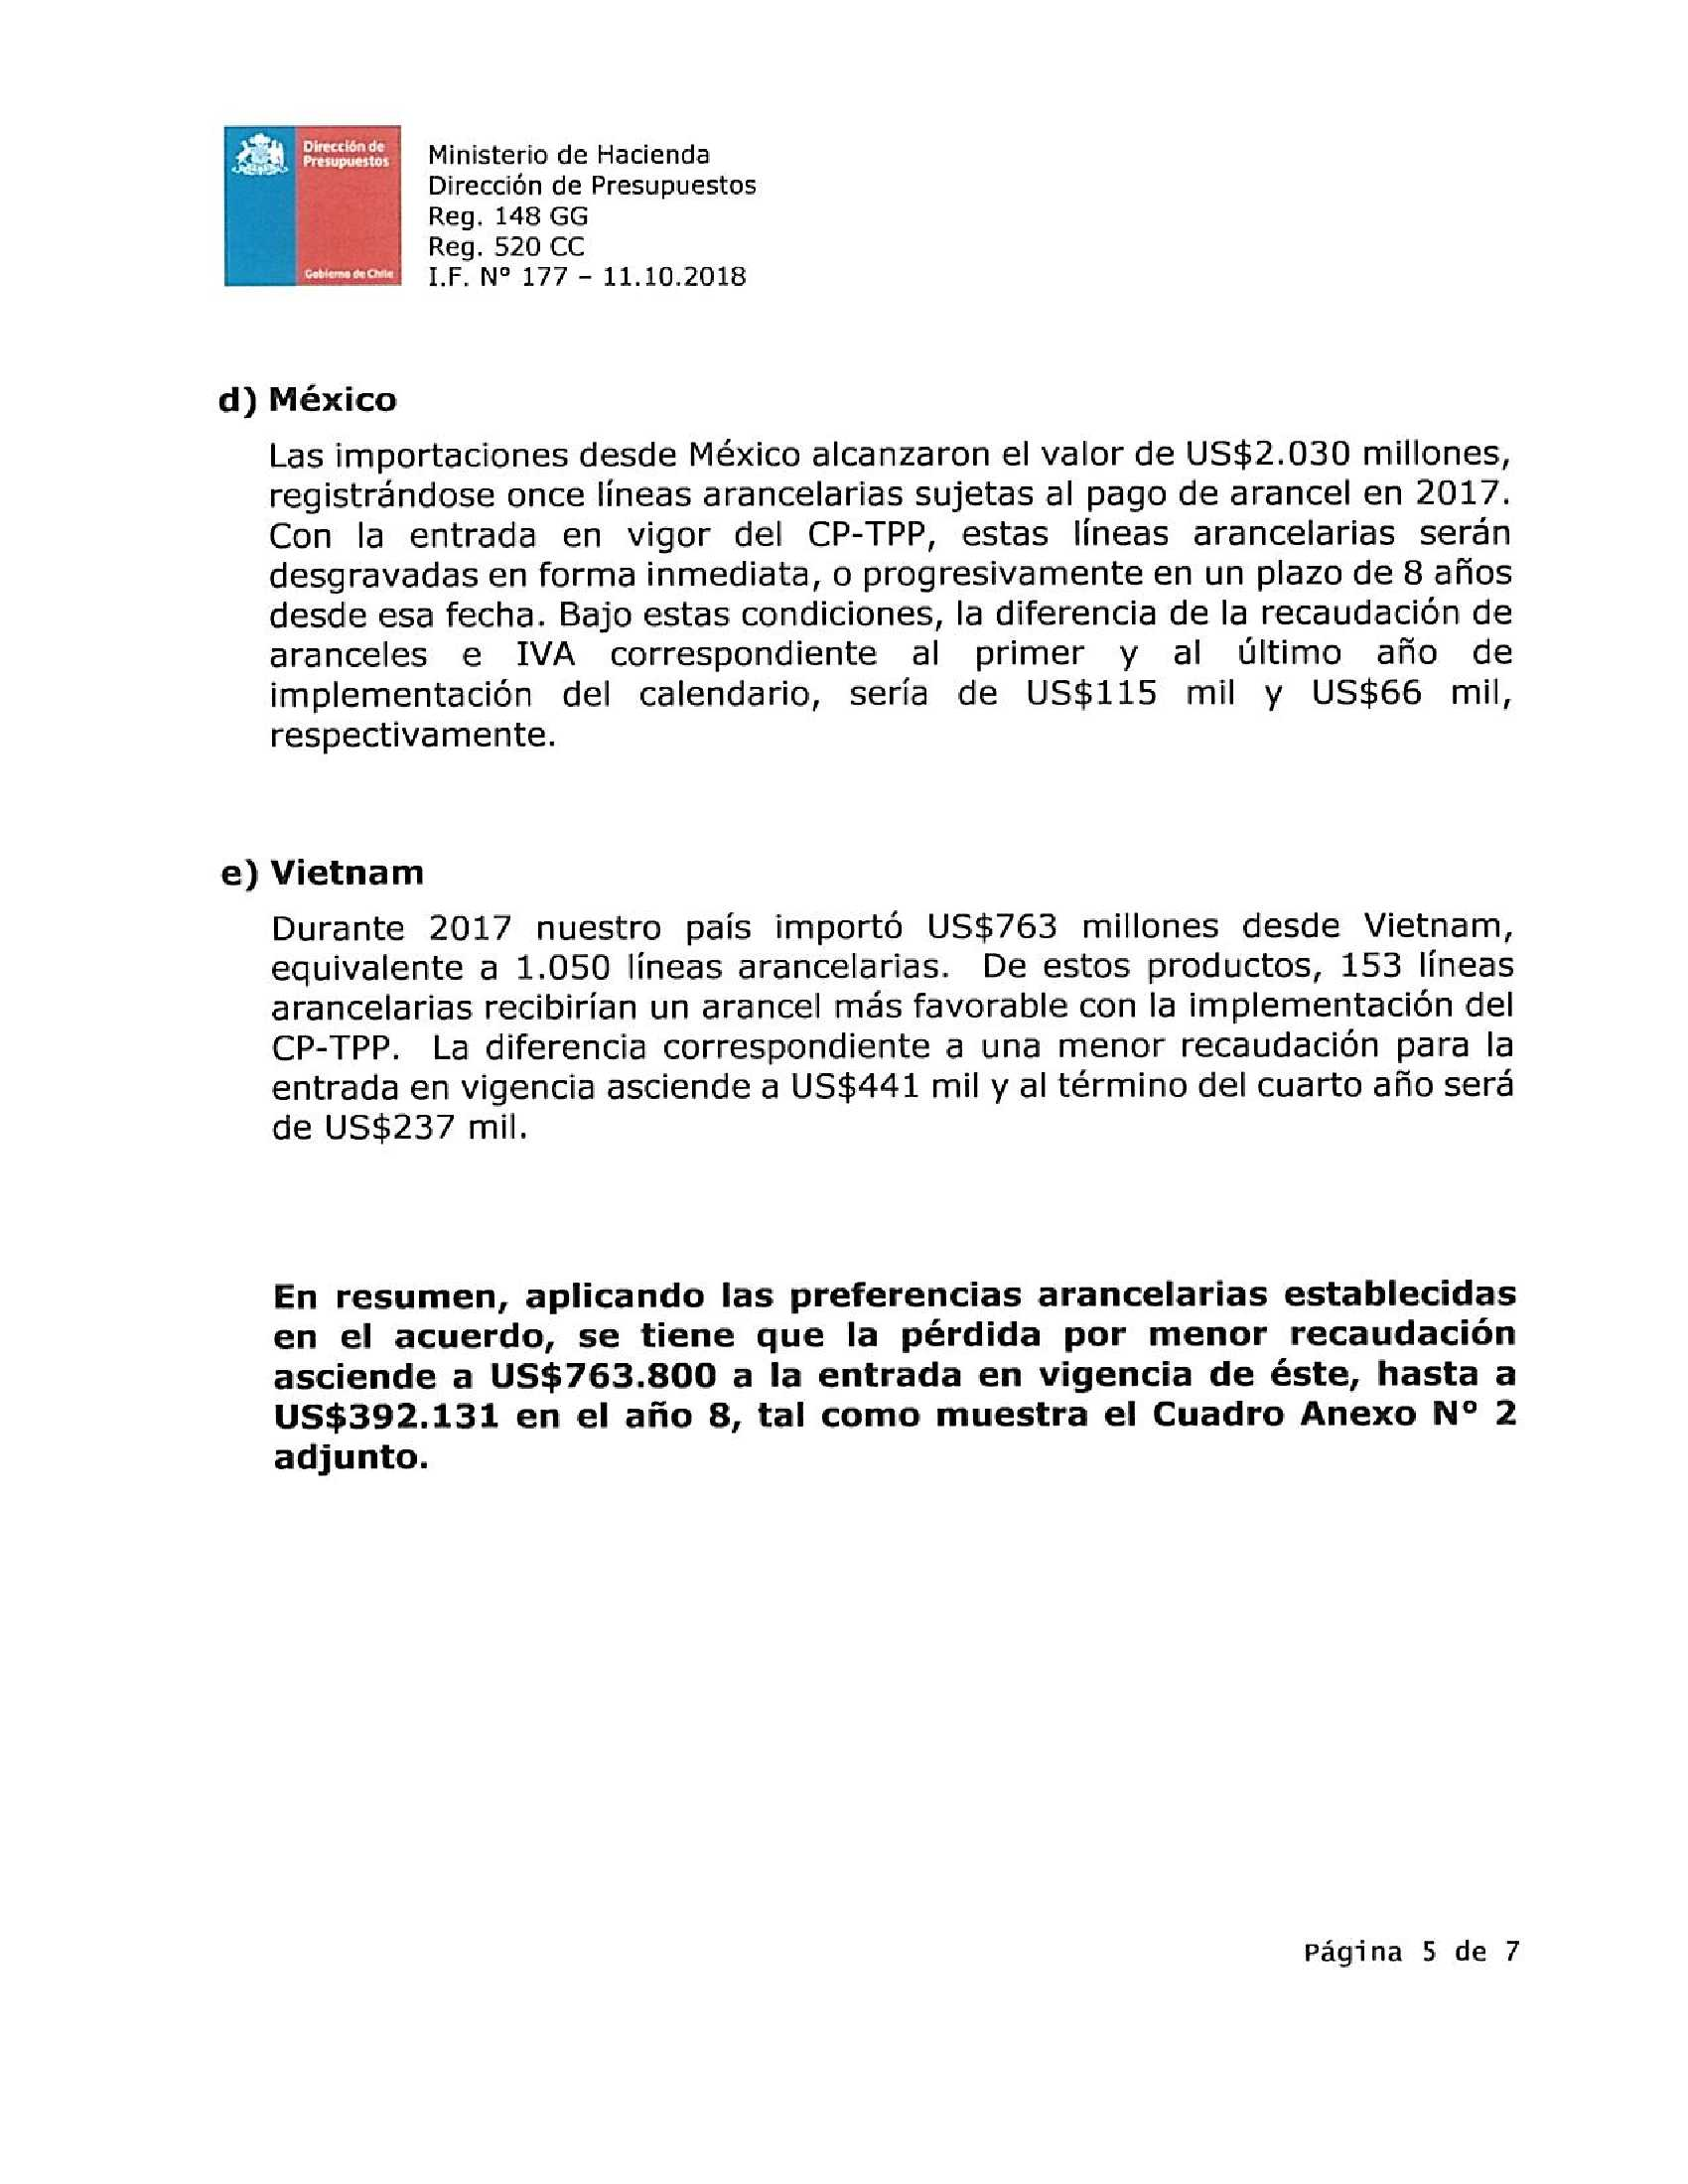 Dirección de
Presupuestos
Gobierno de Chile
Ministerio de Hacienda
Dirección de Presupuestos
Reg. 148 GG
Reg. 520 CC
I.F. Nº 177 – 11.10.2018
d) México
Las importaciones desde México alcanzaron el valor de US$2.030 millones,
registrándose once líneas arancelarias sujetas al pago de arancel en 2017.
Con la entrada en vigor del CP-TPP, estas líneas arancelarias serán
desgravadas en forma inmediata, o progresivamente en un plazo de 8 años
desde esa fecha. Bajo estas condiciones, la diferencia de la recaudación de
aranceles e IVA correspondiente al primer y al último año de
implementación del calendario, sería de US$115 mil y US$66 mil,
respectivamente.
e) Vietnam
Durante 2017 nuestro país importó US$763 millones desde Vietnam,
equivalente a 1.050 líneas arancelarias. De estos productos, 153 líneas
arancelarias recibirían un arancel más favorable con la implementación del
CP-TPP. La diferencia correspondiente a una menor recaudación para la
entrada en vigencia asciende a US$441 mil y al término del cuarto año será
de US$237 mil.
En resumen, aplicando las preferencias arancelarias establecidas
en el acuerdo, se tiene que la pérdida por menor recaudación
asciende a US$763.800 a la entrada en vigencia de éste, hasta a
US$392.131 en el año 8, tal como muestra el Cuadro Anexo Nº 2
adjunto.
Página 5 de 7